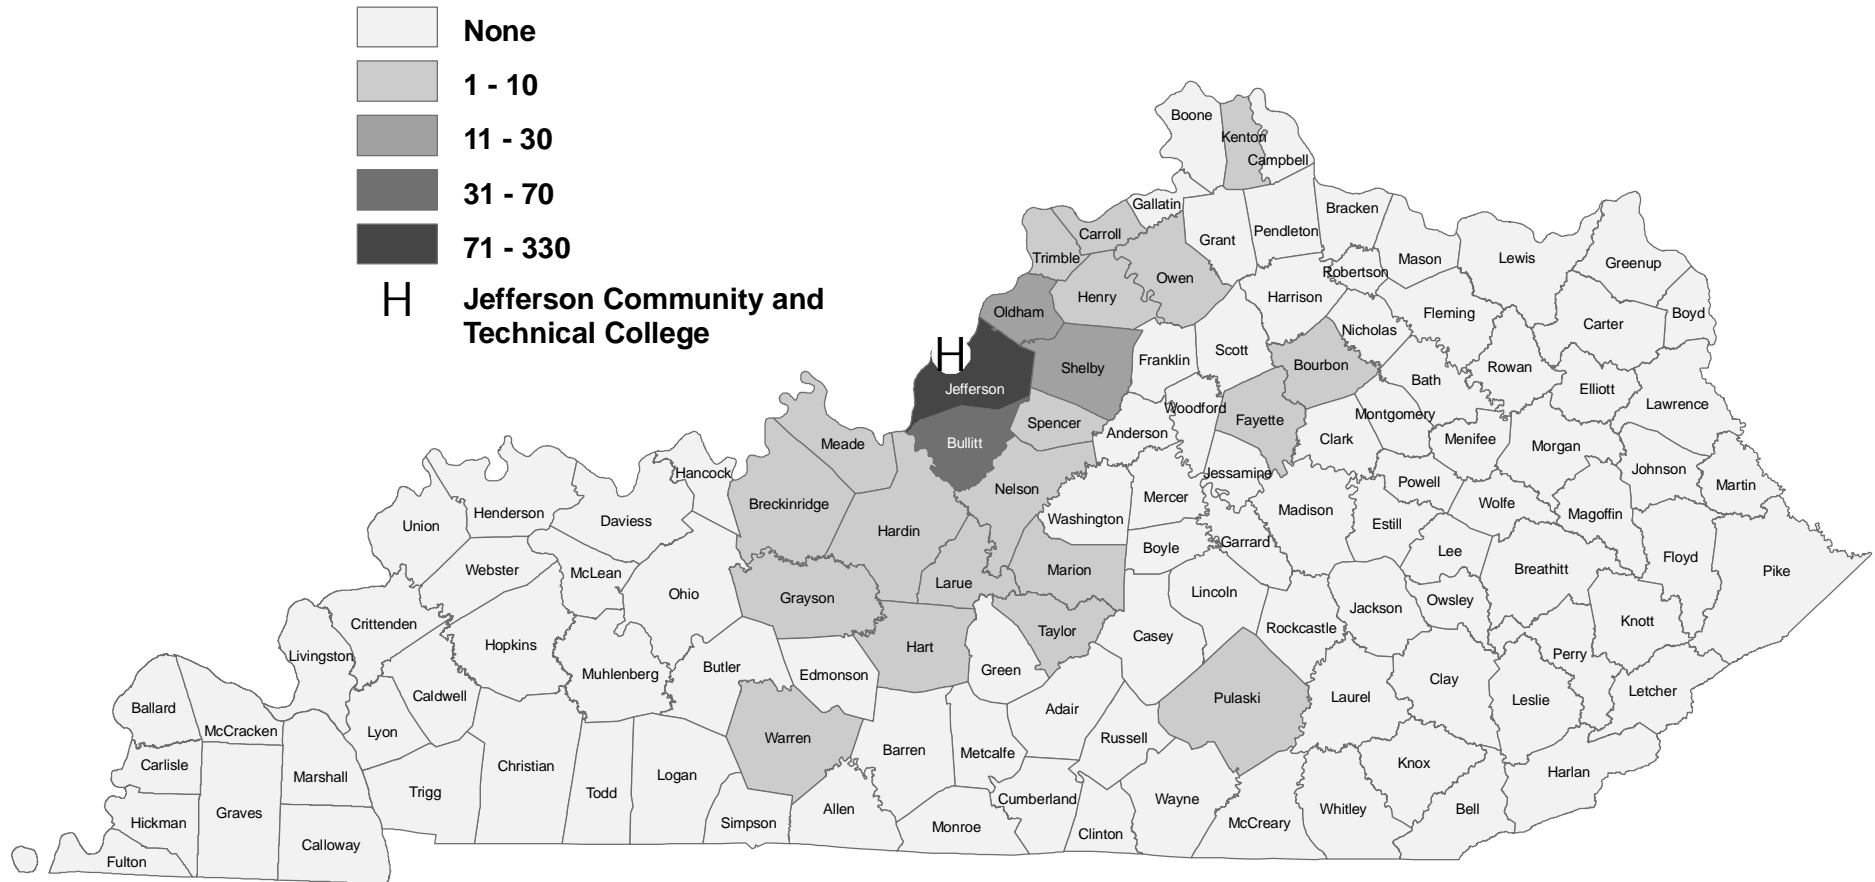 None
1 - 10
11 - 30
31 - 70
71 - 330
H Jefferson Community and
Technical College
Boone
Kenton
Campbell
Gallatin
Bracken
Carroll
Grant
Pendleton
Trimble
Owen
Robertson
Mason
Lewis
Greenup
Oldham
Henry
Harrison
Fleming
Carter
Boyd
Nicholas
H
Jefferson
Shelby
Franklin
Scott
Bourbon
Bath
Rowan
Elliott
Lawrence
Woodford
Fayette
Montgomery
Spencer
Anderson
Clark
Menifee
Morgan
Meade
Bullitt
Hancock
Jessamine
Powell
Johnson
Martin
Breckinridge
Nelson
Mercer
Madison
Wolfe
Magoffin
Union
Henderson
Daviess
Hardin
Washington
Estill
Boyle
Garrard
Lee
Floyd
Webster
McLean
Larue
Marion
Breathitt
Pike
Ohio
Grayson
Lincoln
Jackson
Owsley
Crittenden
Taylor
Casey
Rockcastle
Knott
Hopkins
Hart
Livingston
Muhlenberg
Butler
Edmonson
Green
Perry
Caldwell
Pulaski
Laurel
Clay
Leslie
Letcher
Ballard
McCracken
Lyon
Warren
Adair
Russell
Barren
Metcalfe
Carlisle
Marshall
Christian
Logan
Knox
Harlan
Trigg
Todd
Cumberland
Wayne
Hickman
Graves
Simpson
Allen
Monroe
Clinton
McCreary
Whitley
Bell
Fulton
Calloway